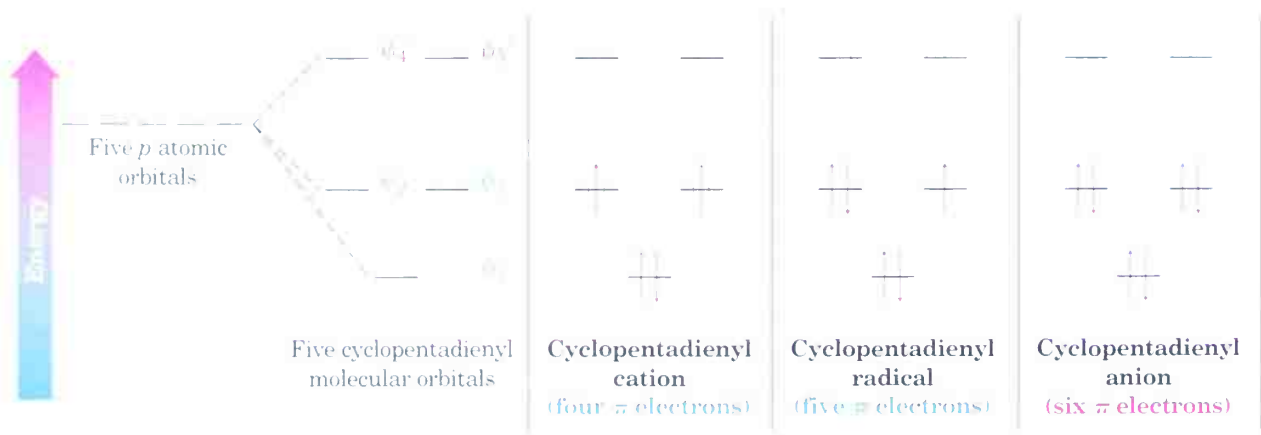 Energy
Five p atomic
orbitals
Five cyclopentadienyl
molecular orbitals
Cyclopentadienyl
cation
(four π electrons)
Cyclopentadienyl
radical
(five π electrons)
Cyclopentadienyl
anion
(six π electrons)